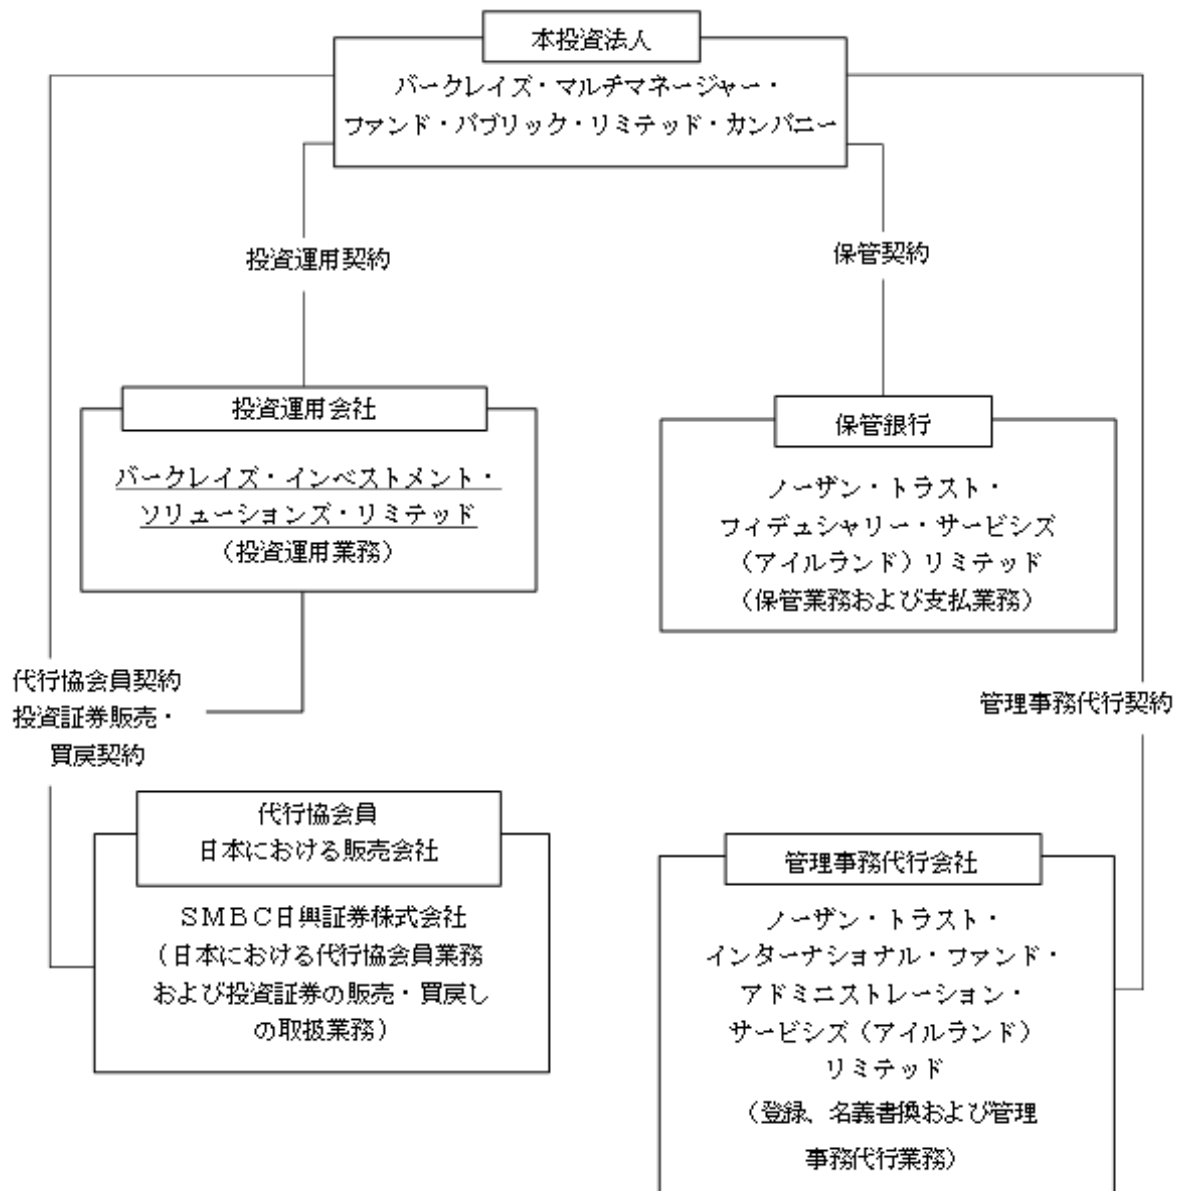 本投資法人
バークレイズ・マルチマネージャー・
ファンド・パブリック・リミテッド・カンパニー
投資運用契約
保管契約
投資運用会社
バークレイズ・インベストメント・
ソリューションズ・リミテッド
（投資運用業務）
保管銀行
ノーザン・トラスト・
フィデュシャリー・サービシズ
（アイルランド）リミテッド
（保管業務および支払業務）
代行協会員契約
投資証券販売・
買戻契約
管理事務代行契約
代行協会員
日本における販売会社
ＳＭＢＣ日興証券株式会社
（日本における代行協会員業務
および投資証券の販売・買戻し
の取扱業務）
管理事務代行会社
ノーザン・トラスト・
インターナショナル・ファンド・
アドミニストレーション・
サービシズ（アイルランド）
リミテッド
（登録、名義書換および管理
事務代行業務）